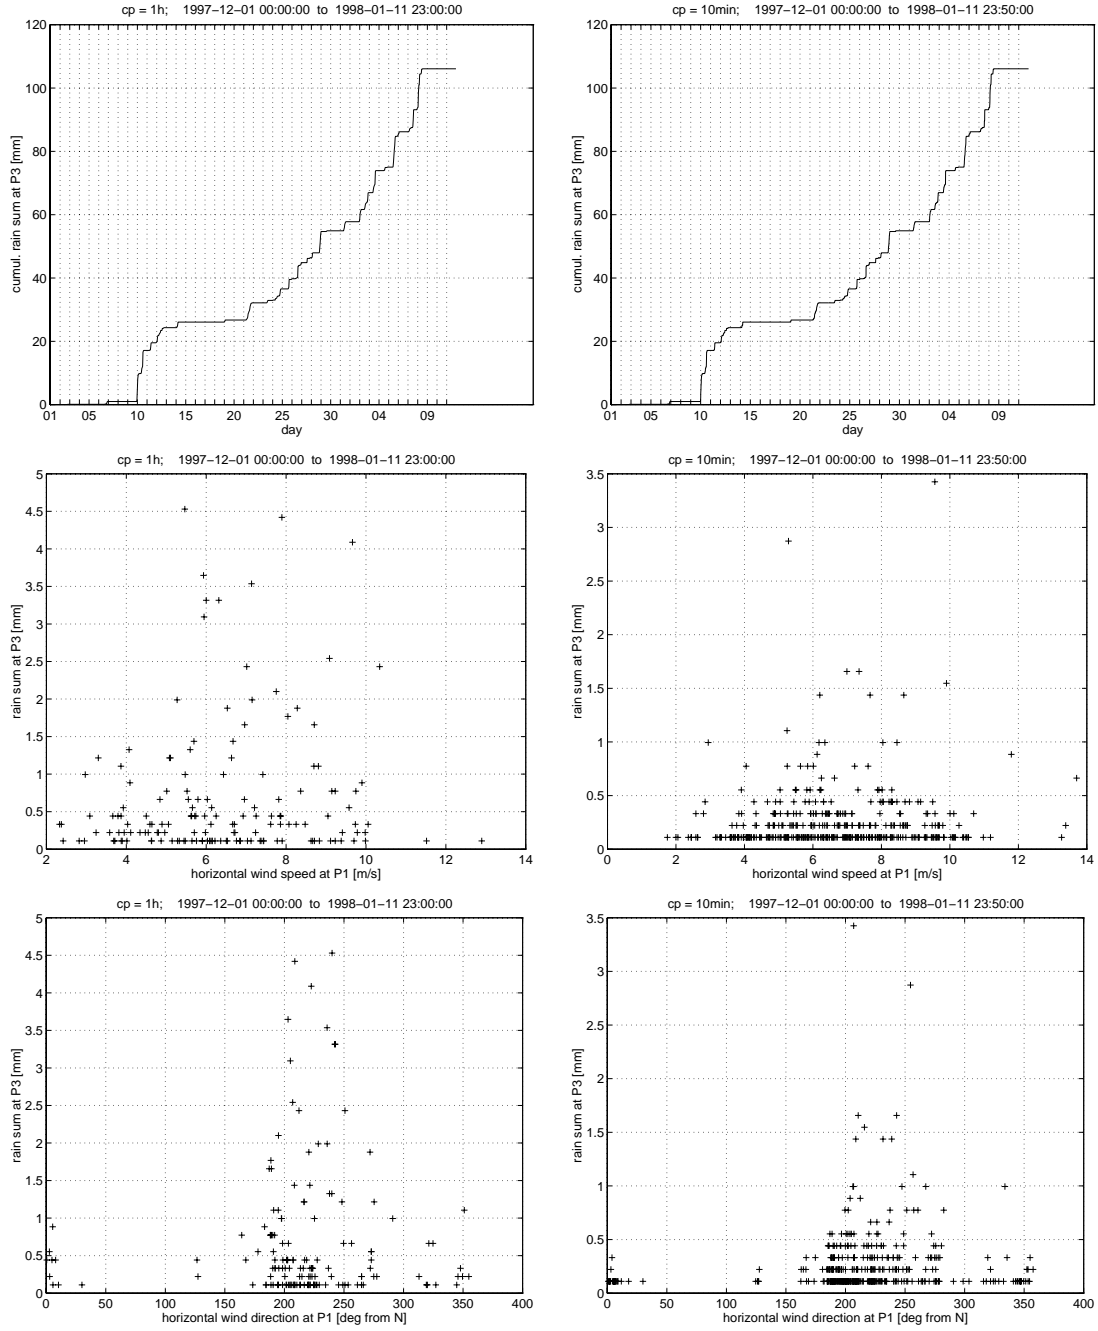 cp = 1h;    1997−12−01 00:00:00  to  1998−01−11 23:00:00
120
100
80
60
40
20
0
cumul. rain sum at P3 [mm]
01 05 10 15 20 25 30 04 09
day
cp = 10min;    1997−12−01 00:00:00  to  1998−01−11 23:50:00
120
100
80
60
40
20
0
cumul. rain sum at P3 [mm]
01 05 10 15 20 25 30 04 09
day
cp = 1h;    1997−12−01 00:00:00  to  1998−01−11 23:00:00
5
4.5
4
3.5
3
2.5
2
1.5
1
0.5
0
rain sum at P3 [mm]
2 4 6 8 10 12 14
horizontal wind speed at P1 [m/s]
cp = 10min;    1997−12−01 00:00:00  to  1998−01−11 23:50:00
3.5
3
2.5
2
1.5
1
0.5
0
rain sum at P3 [mm]
0 2 4 6 8 10 12 14
horizontal wind speed at P1 [m/s]
cp = 1h;    1997−12−01 00:00:00  to  1998−01−11 23:00:00
5
4.5
4
3.5
3
2.5
2
1.5
1
0.5
0
rain sum at P3 [mm]
0 50 100 150 200 250 300 350 400
horizontal wind direction at P1 [deg from N]
cp = 10min;    1997−12−01 00:00:00  to  1998−01−11 23:50:00
3.5
3
2.5
2
1.5
1
0.5
0
rain sum at P3 [mm]
0 50 100 150 200 250 300 350 400
horizontal wind direction at P1 [deg from N]